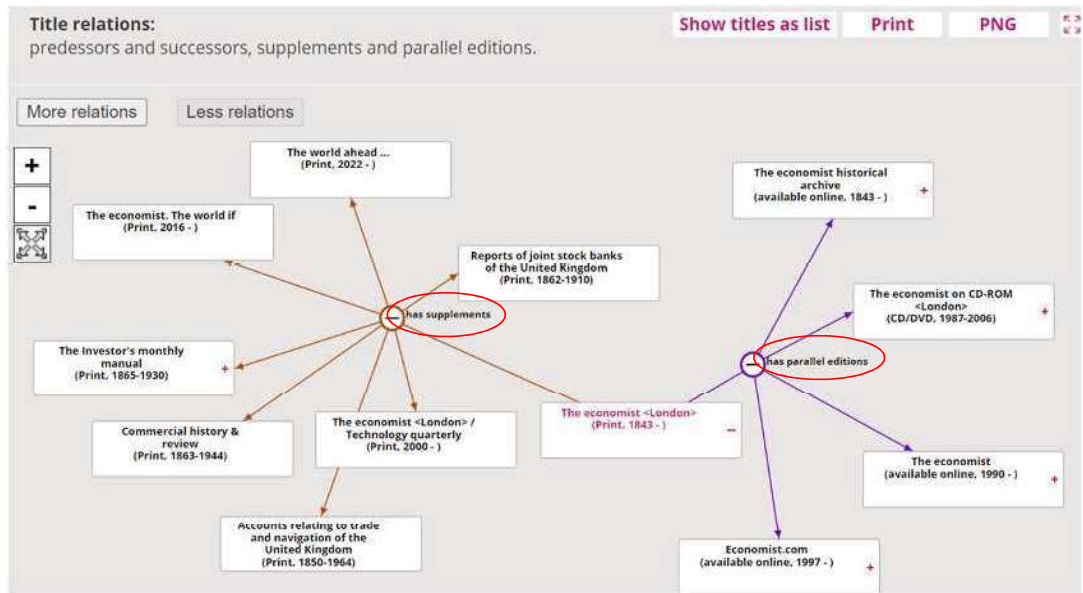 Title relations:
predessors and successors, supplements and parallel editions.
Show titles as list
Print
PNG
More relations
Less relations
+
-
The world ahead ...
(Print, 2022 - )
The economist. The world if
(Print, 2016 - )
Reports of joint stock banks
of the United Kingdom
(Print, 1862-1910)
has supplements
The Investor's monthly
manual
(Print, 1865-1930)
+
Commercial history &
review
(Print, 1863-1944)
The economist <London> /
Technology quarterly
(Print, 2000 - )
Accounts relating to trade
and navigation of the
United Kingdom
(Print, 1850-1964)
The economist <London>
(Print, 1843 - )
–
The economist historical
archive
(available online, 1843 - )
+
The economist on CD-ROM
<London>
(CD/DVD, 1987-2006)
+
has parallel editions
The economist
(available online, 1990 - )
+
Economist.com
(available online, 1997 - )
+